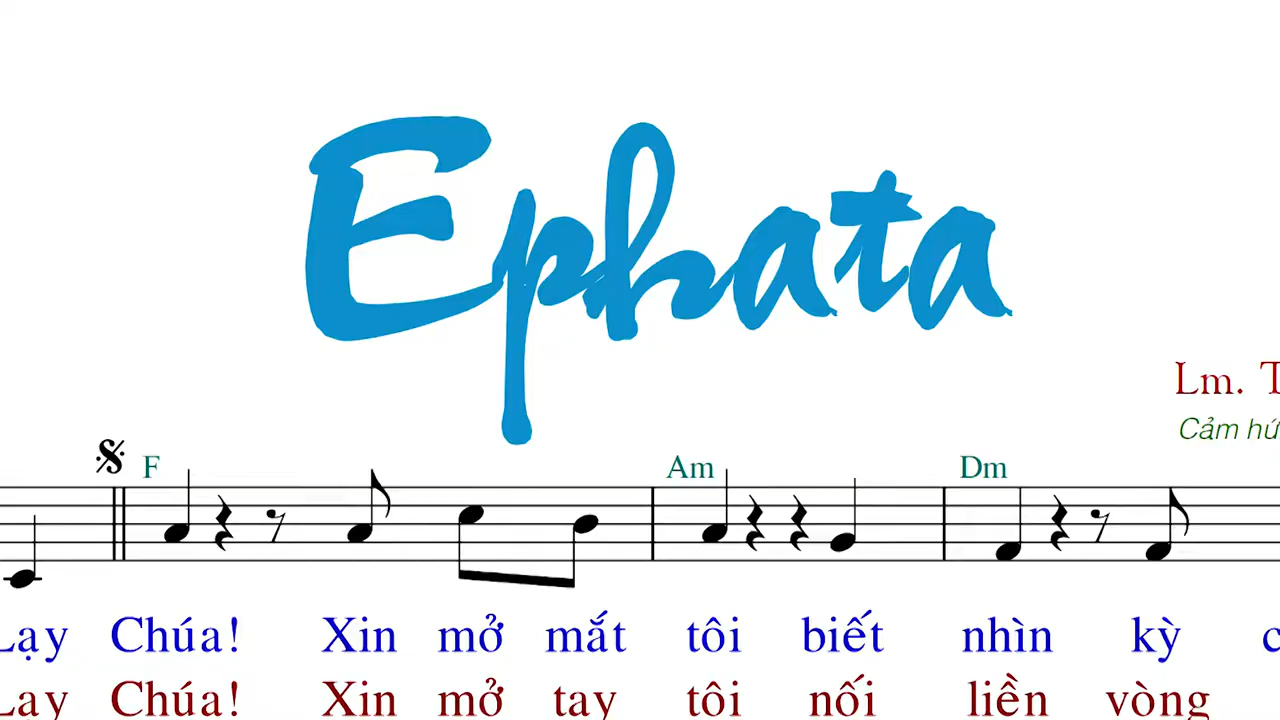 Ephata
Lm. T
Cảm hứ
F Am Dm
Lạy Chúa! Xin mở mắt tôi biết nhìn kỳ c
Lay Chúa! Xin mở tay tôi nối liền vòng